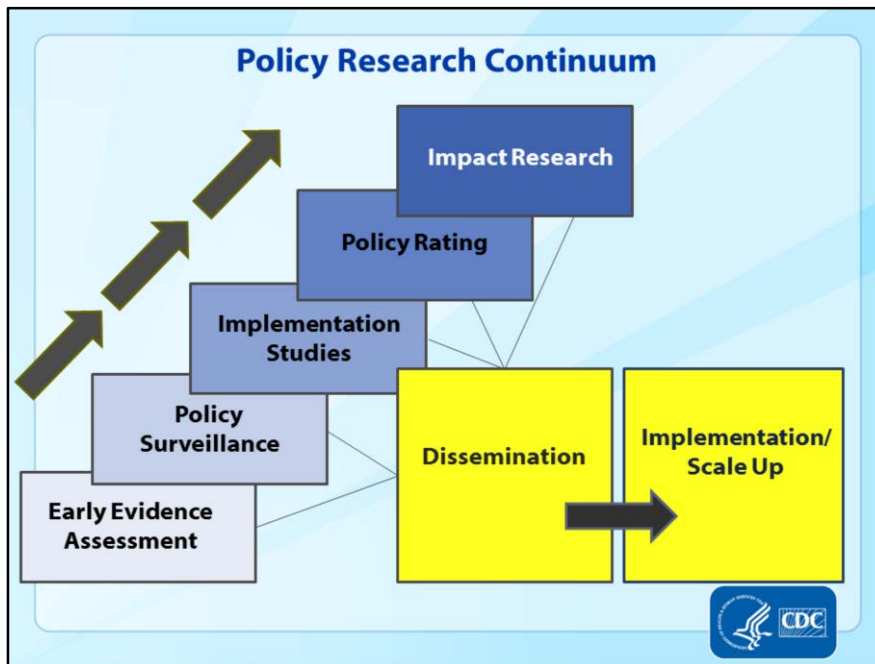 Policy Research Continuum
Impact Research
Policy Rating
Implementation
Studies
Policy
Surveillance
Early Evidence
Assessment
Dissemination
Implementation/
Scale Up
CDC